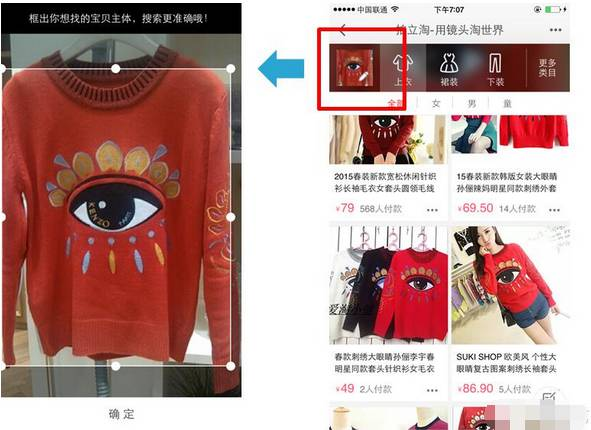 框出你想找的宝贝主体，搜索更准确哦！
KENZO
PARIS
确 定
中国联通
下午7:07
拍立淘-用镜头淘世界
上衣
裙装
下装
更多
类目
全部
女
男
童
2015春装新款宽松休闲针织
衫长袖毛衣女套头圆领毛线
¥79 568人付款
15春装新款韩版女装大眼睛
孙俪辣妈明星同款刺绣外套
¥69.50 14人付款
爱淘小铺
春款刺绣大眼睛孙俪李宇春
明星同款套头针织衫女毛衣
¥49 2人付款
SUKI SHOP 欧美风 个性大
眼睛复古图案刺绣长袖套头
¥86.90 5人付款